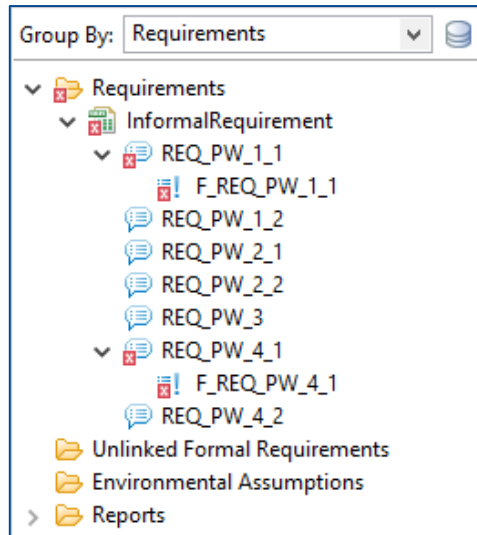 Group By: Requirements
Requirements
InformalRequirement
REQ_PW_1_1
F_REQ_PW_1_1
REQ_PW_1_2
REQ_PW_2_1
REQ_PW_2_2
REQ_PW_3
REQ_PW_4_1
F_REQ_PW_4_1
REQ_PW_4_2
Unlinked Formal Requirements
Environmental Assumptions
Reports